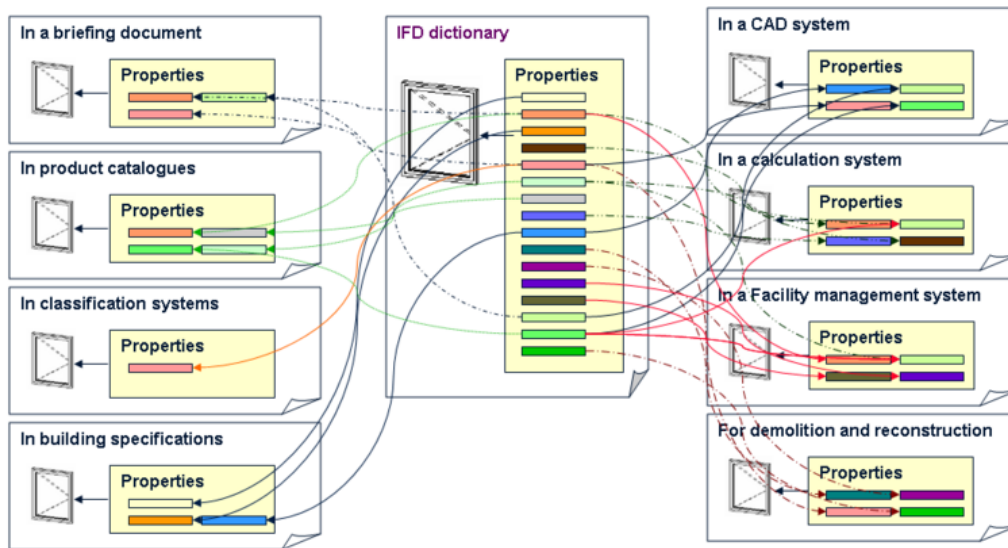 In a briefing document
Properties
In product catalogues
Properties
In classification systems
Properties
In building specifications
Properties
IFD dictionary
Properties
In a CAD system
Properties
In a calculation system
Properties
In a Facility management system
Properties
For demolition and reconstruction
Properties